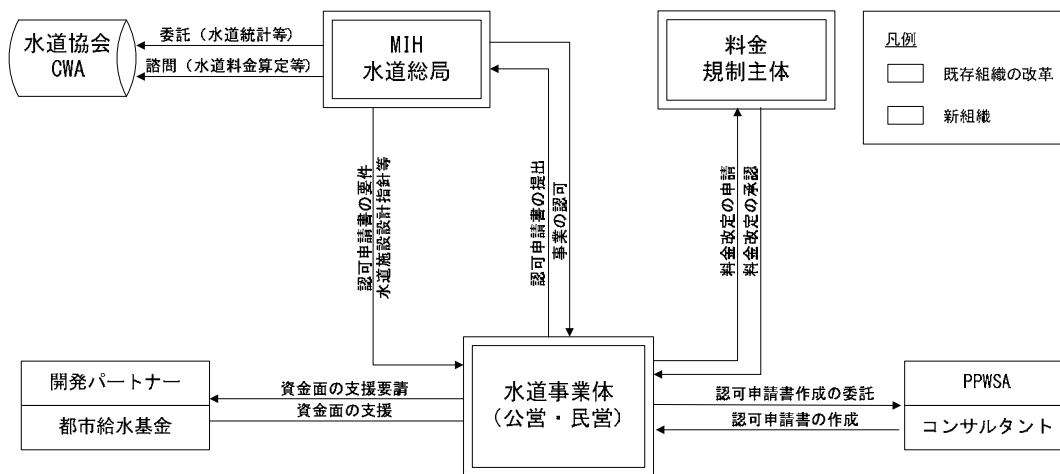 水道協会
CWA
委託（水道統計等）
諮問（水道料金算定等）
MIH
水道総局
料金
規制主体
凡例
既存組織の改革
新組織
認可申請書の要件
水道施設設計指針等
認可申請書の提出
事業の認可
料金改定の申請
料金改定の承認
開発パートナー
都市給水基金
資金面の支援要請
資金面の支援
水道事業体
（公営・民営）
認可申請書作成の委託
認可申請書の作成
PPWSA
コンサルタント